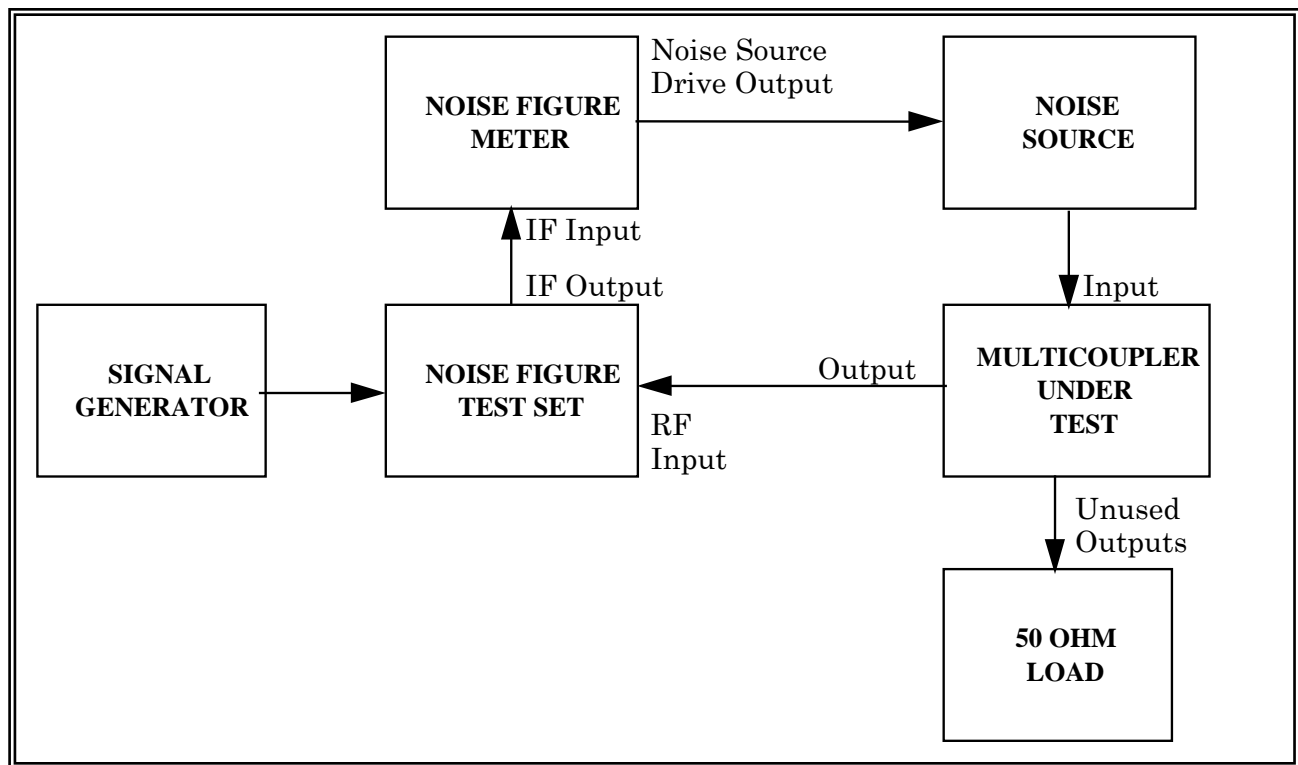 NOISE FIGURE
METER
Noise Source
Drive Output
NOISE
SOURCE
IF Input
IF Output
Input
SIGNAL
GENERATOR
NOISE FIGURE
TEST SET
Output
RF
Input
MULTICOUPLER
UNDER
TEST
Unused
Outputs
50 OHM
LOAD